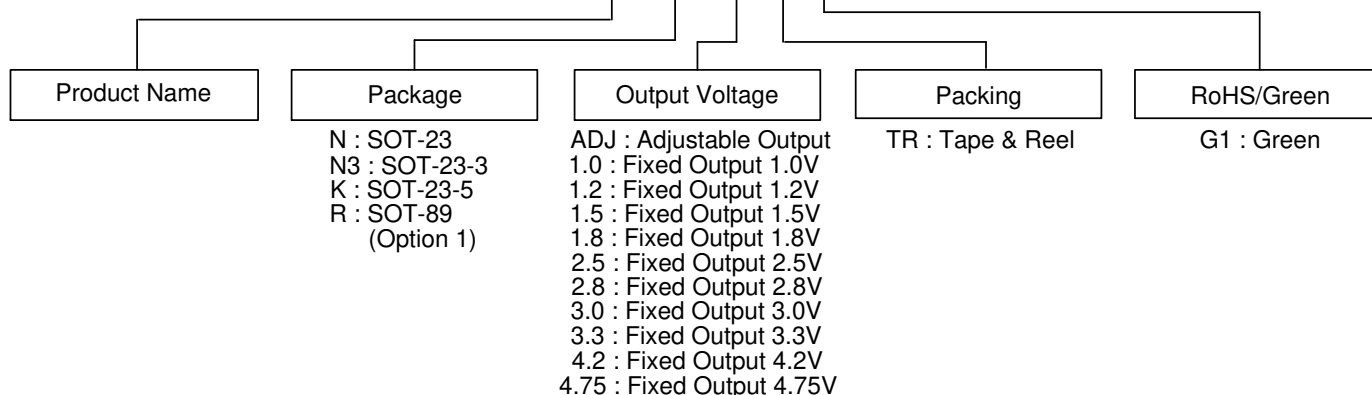 Product Name
Package
Output Voltage
Packing
RoHS/Green
N : SOT-23
N3 : SOT-23-3
K : SOT-23-5
R : SOT-89
(Option 1)
ADJ : Adjustable Output
1.0 : Fixed Output 1.0V
1.2 : Fixed Output 1.2V
1.5 : Fixed Output 1.5V
1.8 : Fixed Output 1.8V
2.5 : Fixed Output 2.5V
2.8 : Fixed Output 2.8V
3.0 : Fixed Output 3.0V
3.3 : Fixed Output 3.3V
4.2 : Fixed Output 4.2V
4.75 : Fixed Output 4.75V
TR : Tape & Reel
G1 : Green